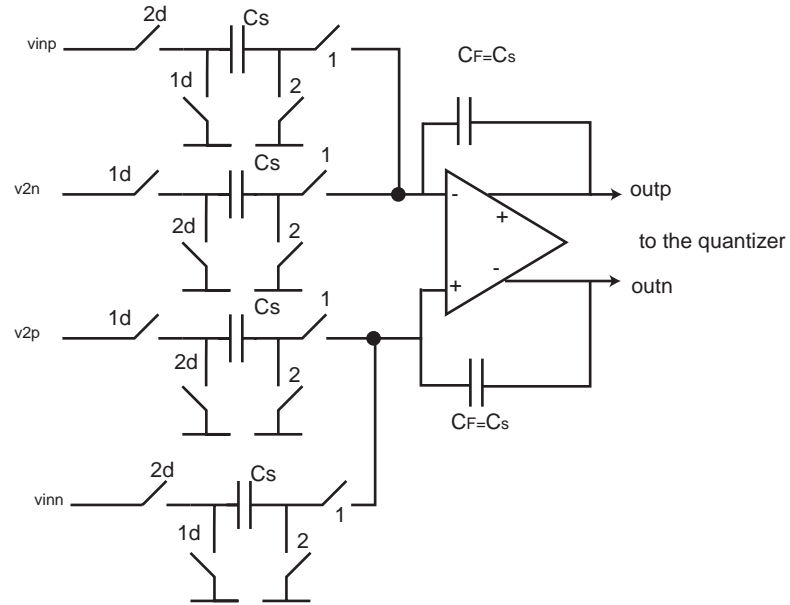 2d
Cs
vinp
1
1d
2
CF=Cs
Cs
v2n
1d
1
2d
2
-
+
outp
to the quantizer
-
+
outn
Cs
v2p
1d
1
2d
2
CF=Cs
2d
Cs
vinn
1
1d
2